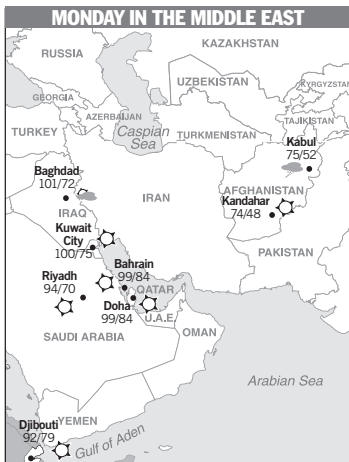 MONDAY IN THE MIDDLE EAST
RUSSIA
KAZAKHSTAN
UZBEKISTAN
KYRGYZSTAN
GEORGIA
AZERBAIJAN
TAJIKISTAN
TURKEY
Caspian
Sea
TURKMENISTAN
Kabul
75/52
Baghdad
101/72
IRAN
AFGHANISTAN
Kandahar
74/48
IRAQ
Kuwait
City
100/75
PAKISTAN
Riyadh
94/70
Bahrain
99/84
QATAR
Doha
99/84
U.A.E.
SAUDI ARABIA
OMAN
Arabian Sea
YEMEN
Djibouti
92/79
Gulf of Aden